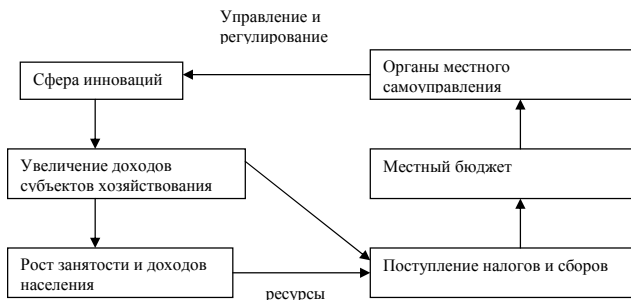 Управление и
регулирование
Сфера инноваций
Органы местного
самоуправления
Увеличение доходов
субъектов хозяйствования
Местный бюджет
Рост занятости и доходов
населения
Поступление налогов и сборов
ресурсы